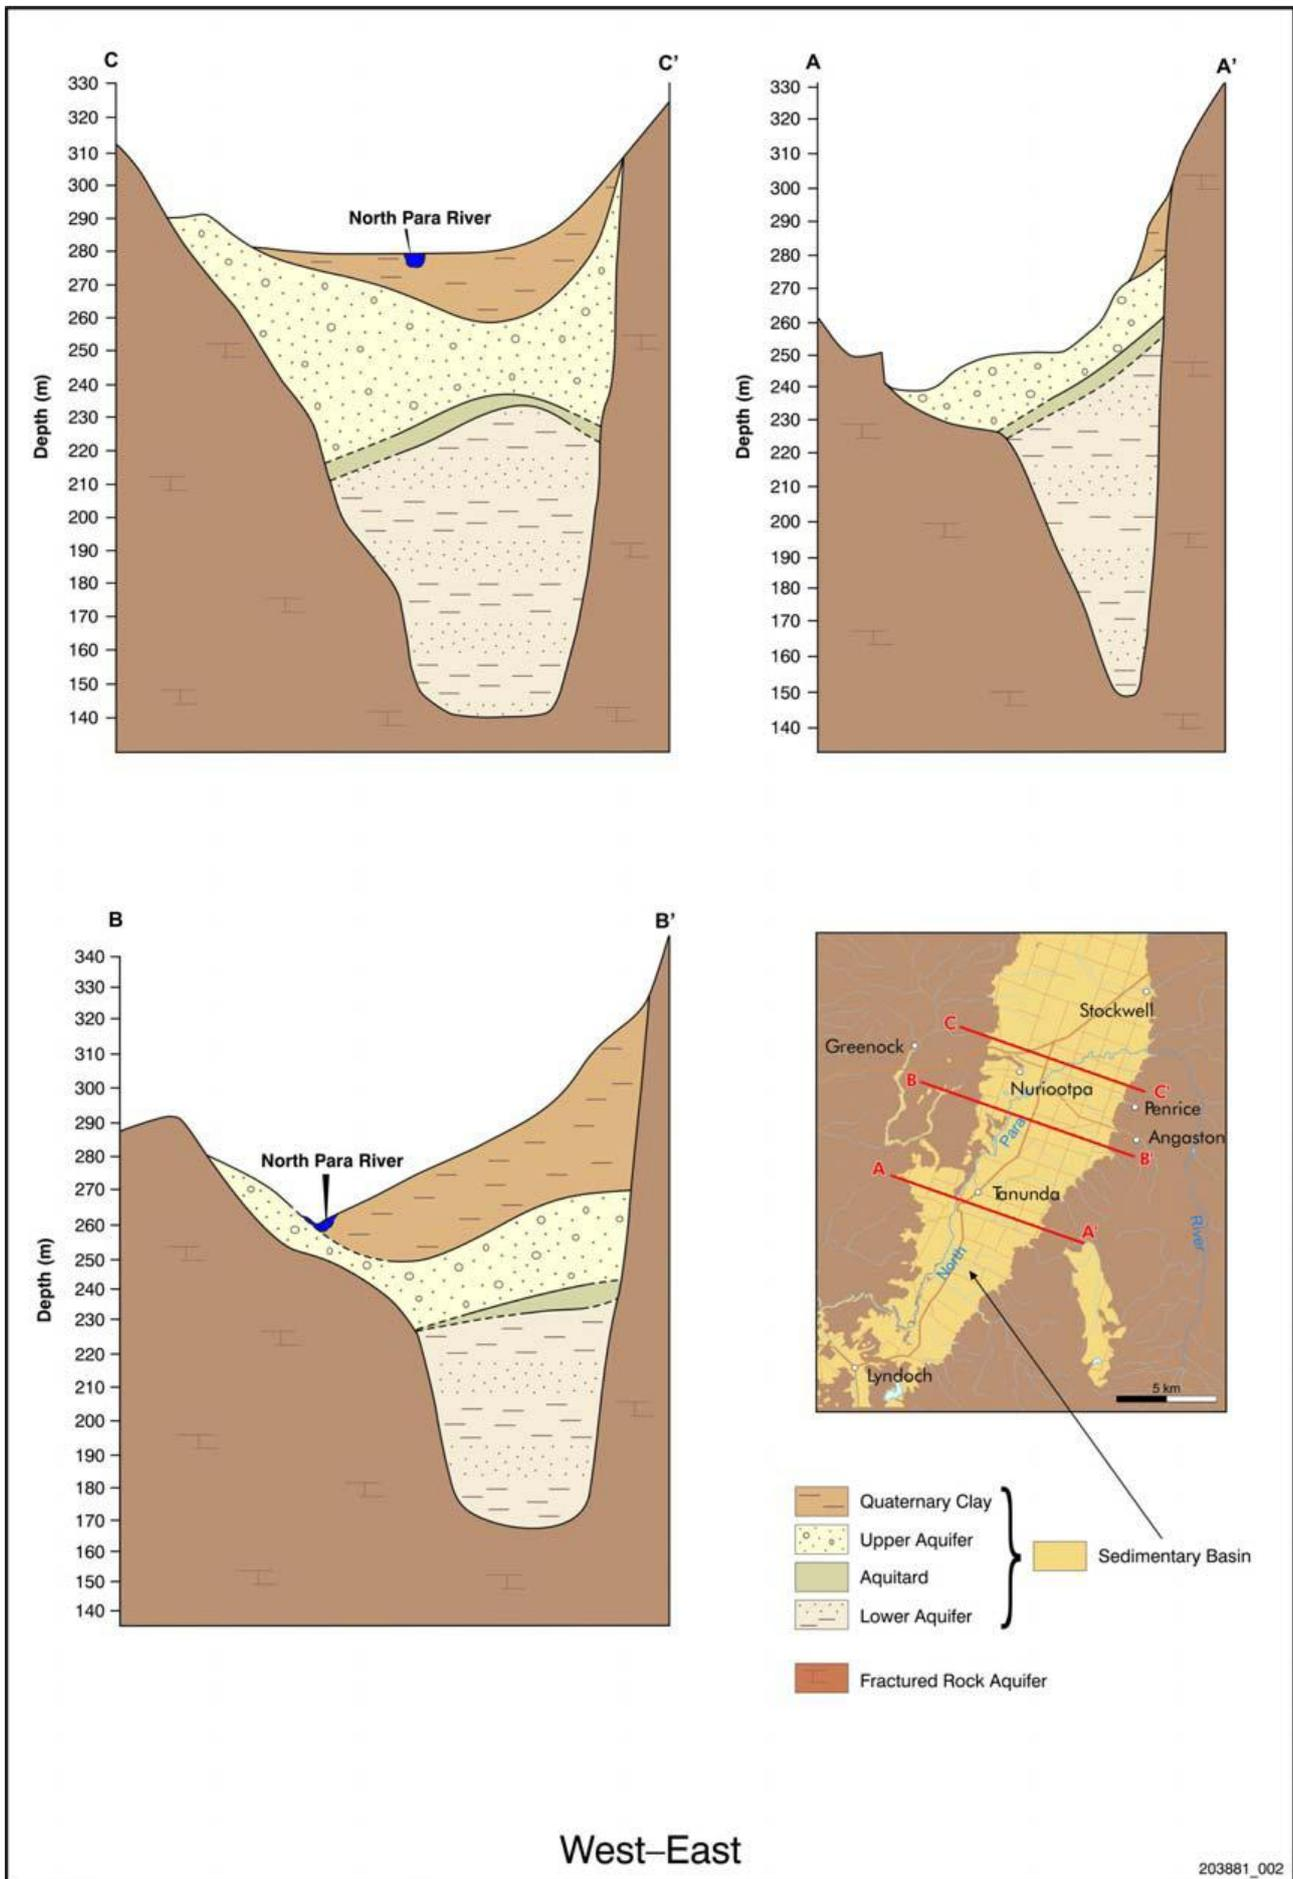 C
C'
330
320
310
300
290
280
270
260
250
240
230
220
210
200
190
180
170
160
150
140
Depth (m)
North Para River
A
A'
330
320
310
300
290
280
270
260
250
240
230
220
210
200
190
180
170
160
150
140
Depth (m)
B
B'
340
330
320
310
300
290
280
270
260
250
240
230
220
210
200
190
180
170
160
150
140
Depth (m)
North Para River
Stockwell
C
Greenock
B
Nuriootpa
C'
Penrice
Para
Angaston
B'
A
Tanunda
A'
River
North
Lyndoch
5 km
Quaternary Clay
Upper Aquifer
Aquitard
Lower Aquifer
Sedimentary Basin
Fractured Rock Aquifer
West–East
203881_002